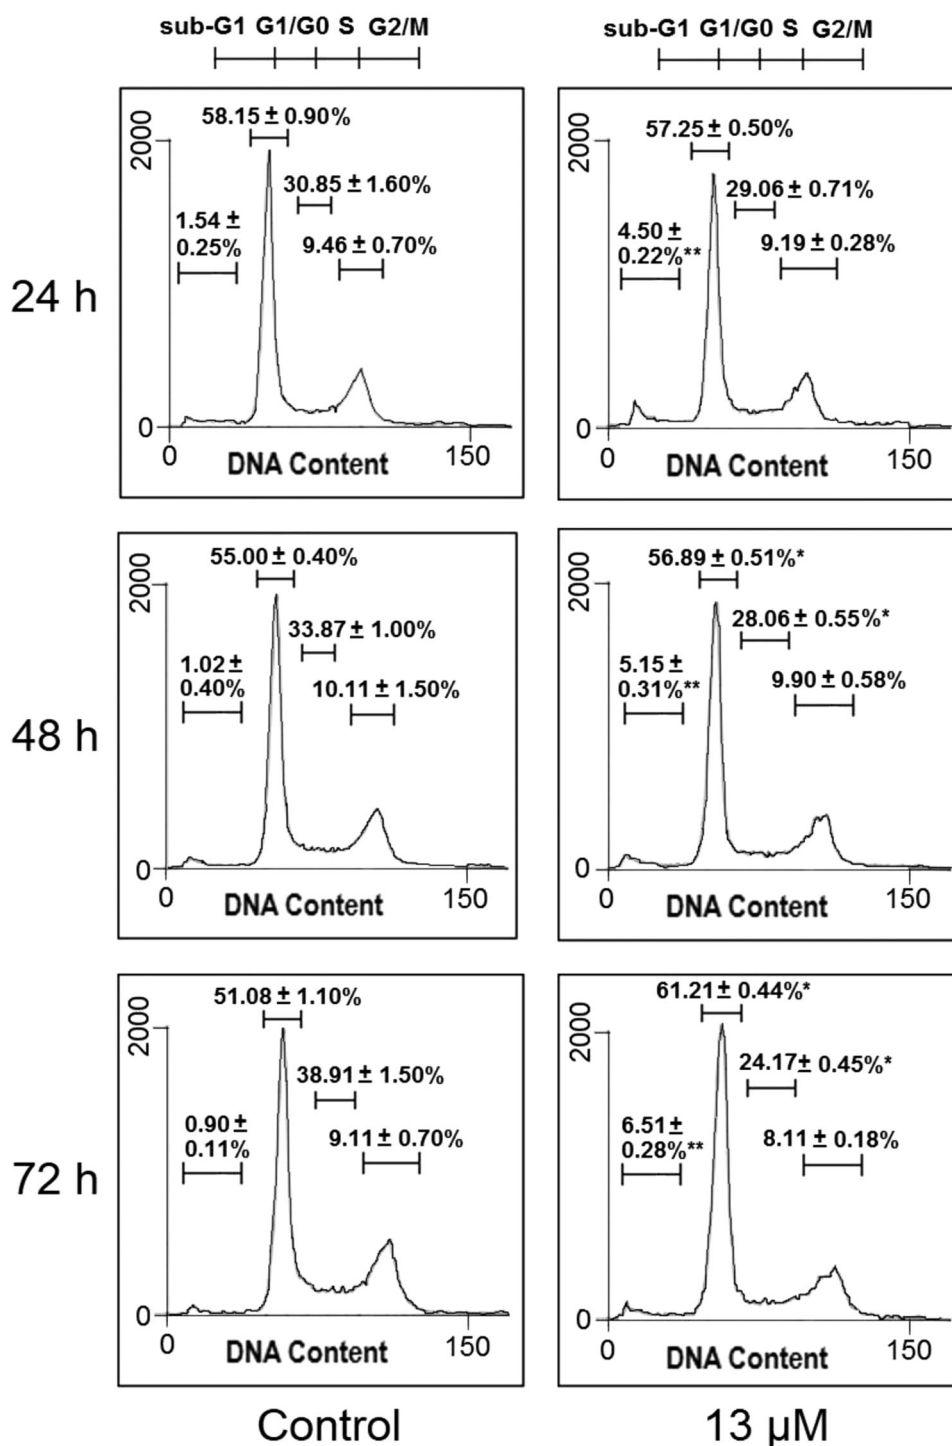 sub-G1 G1/G0 S G2/M
sub-G1 G1/G0 S G2/M
24 h
2000
58.15 ± 0.90%
30.85 ± 1.60%
1.54 ±
0.25%
9.46 ± 0.70%
0
0
DNA Content
150
2000
57.25 ± 0.50%
29.06 ± 0.71%
4.50 ±
0.22%**
9.19 ± 0.28%
0
0
DNA Content
150
48 h
2000
55.00 ± 0.40%
33.87 ± 1.00%
1.02 ±
0.40%
10.11 ± 1.50%
0
0
DNA Content
150
2000
56.89 ± 0.51%*
28.06 ± 0.55%*
5.15 ±
0.31%**
9.90 ± 0.58%
0
0
DNA Content
150
72 h
2000
51.08 ± 1.10%
38.91 ± 1.50%
0.90 ±
0.11%
9.11 ± 0.70%
0
0
DNA Content
150
2000
61.21 ± 0.44%*
24.17 ± 0.45%*
6.51 ±
0.28%**
8.11 ± 0.18%
0
0
DNA Content
150
Control
13 µM